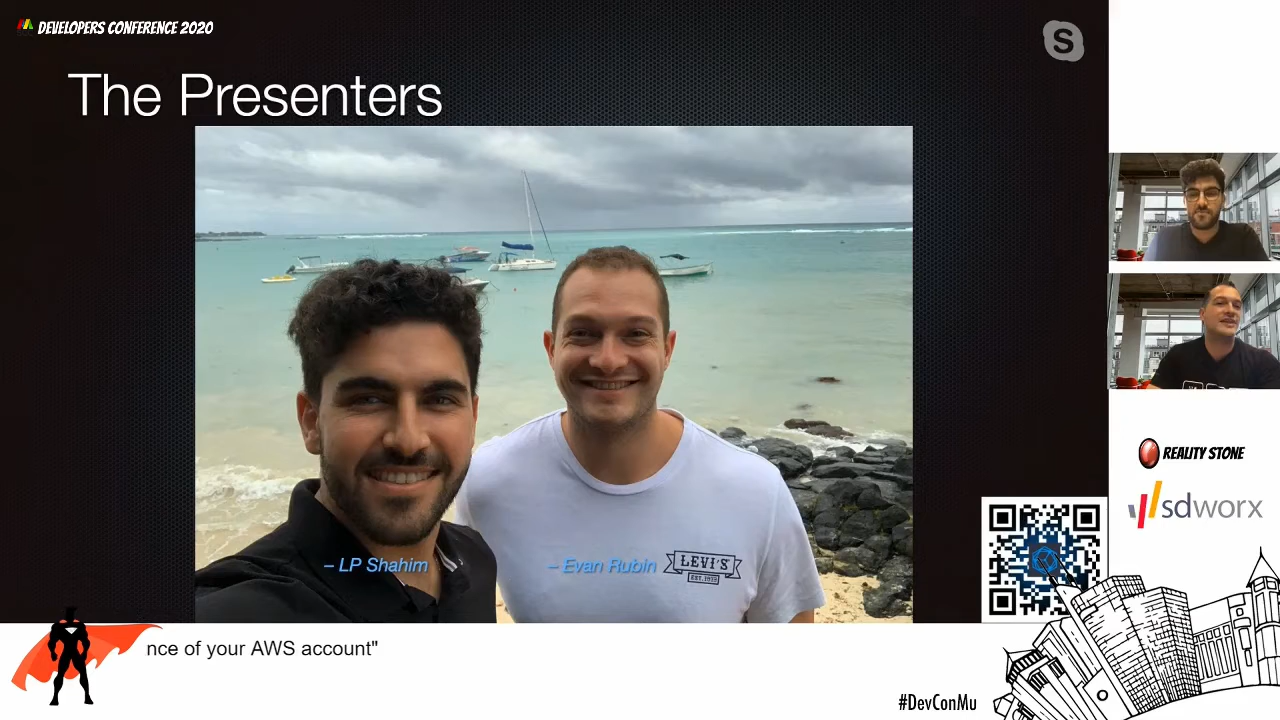 DEVELOPERS CONFERENCE 2020
S
The Presenters
– LP Shahim
– Evan Rubin
LEVI'S
EST. 1873
REALITY STONE
sdworx
nce of your AWS account"
#DevConMu